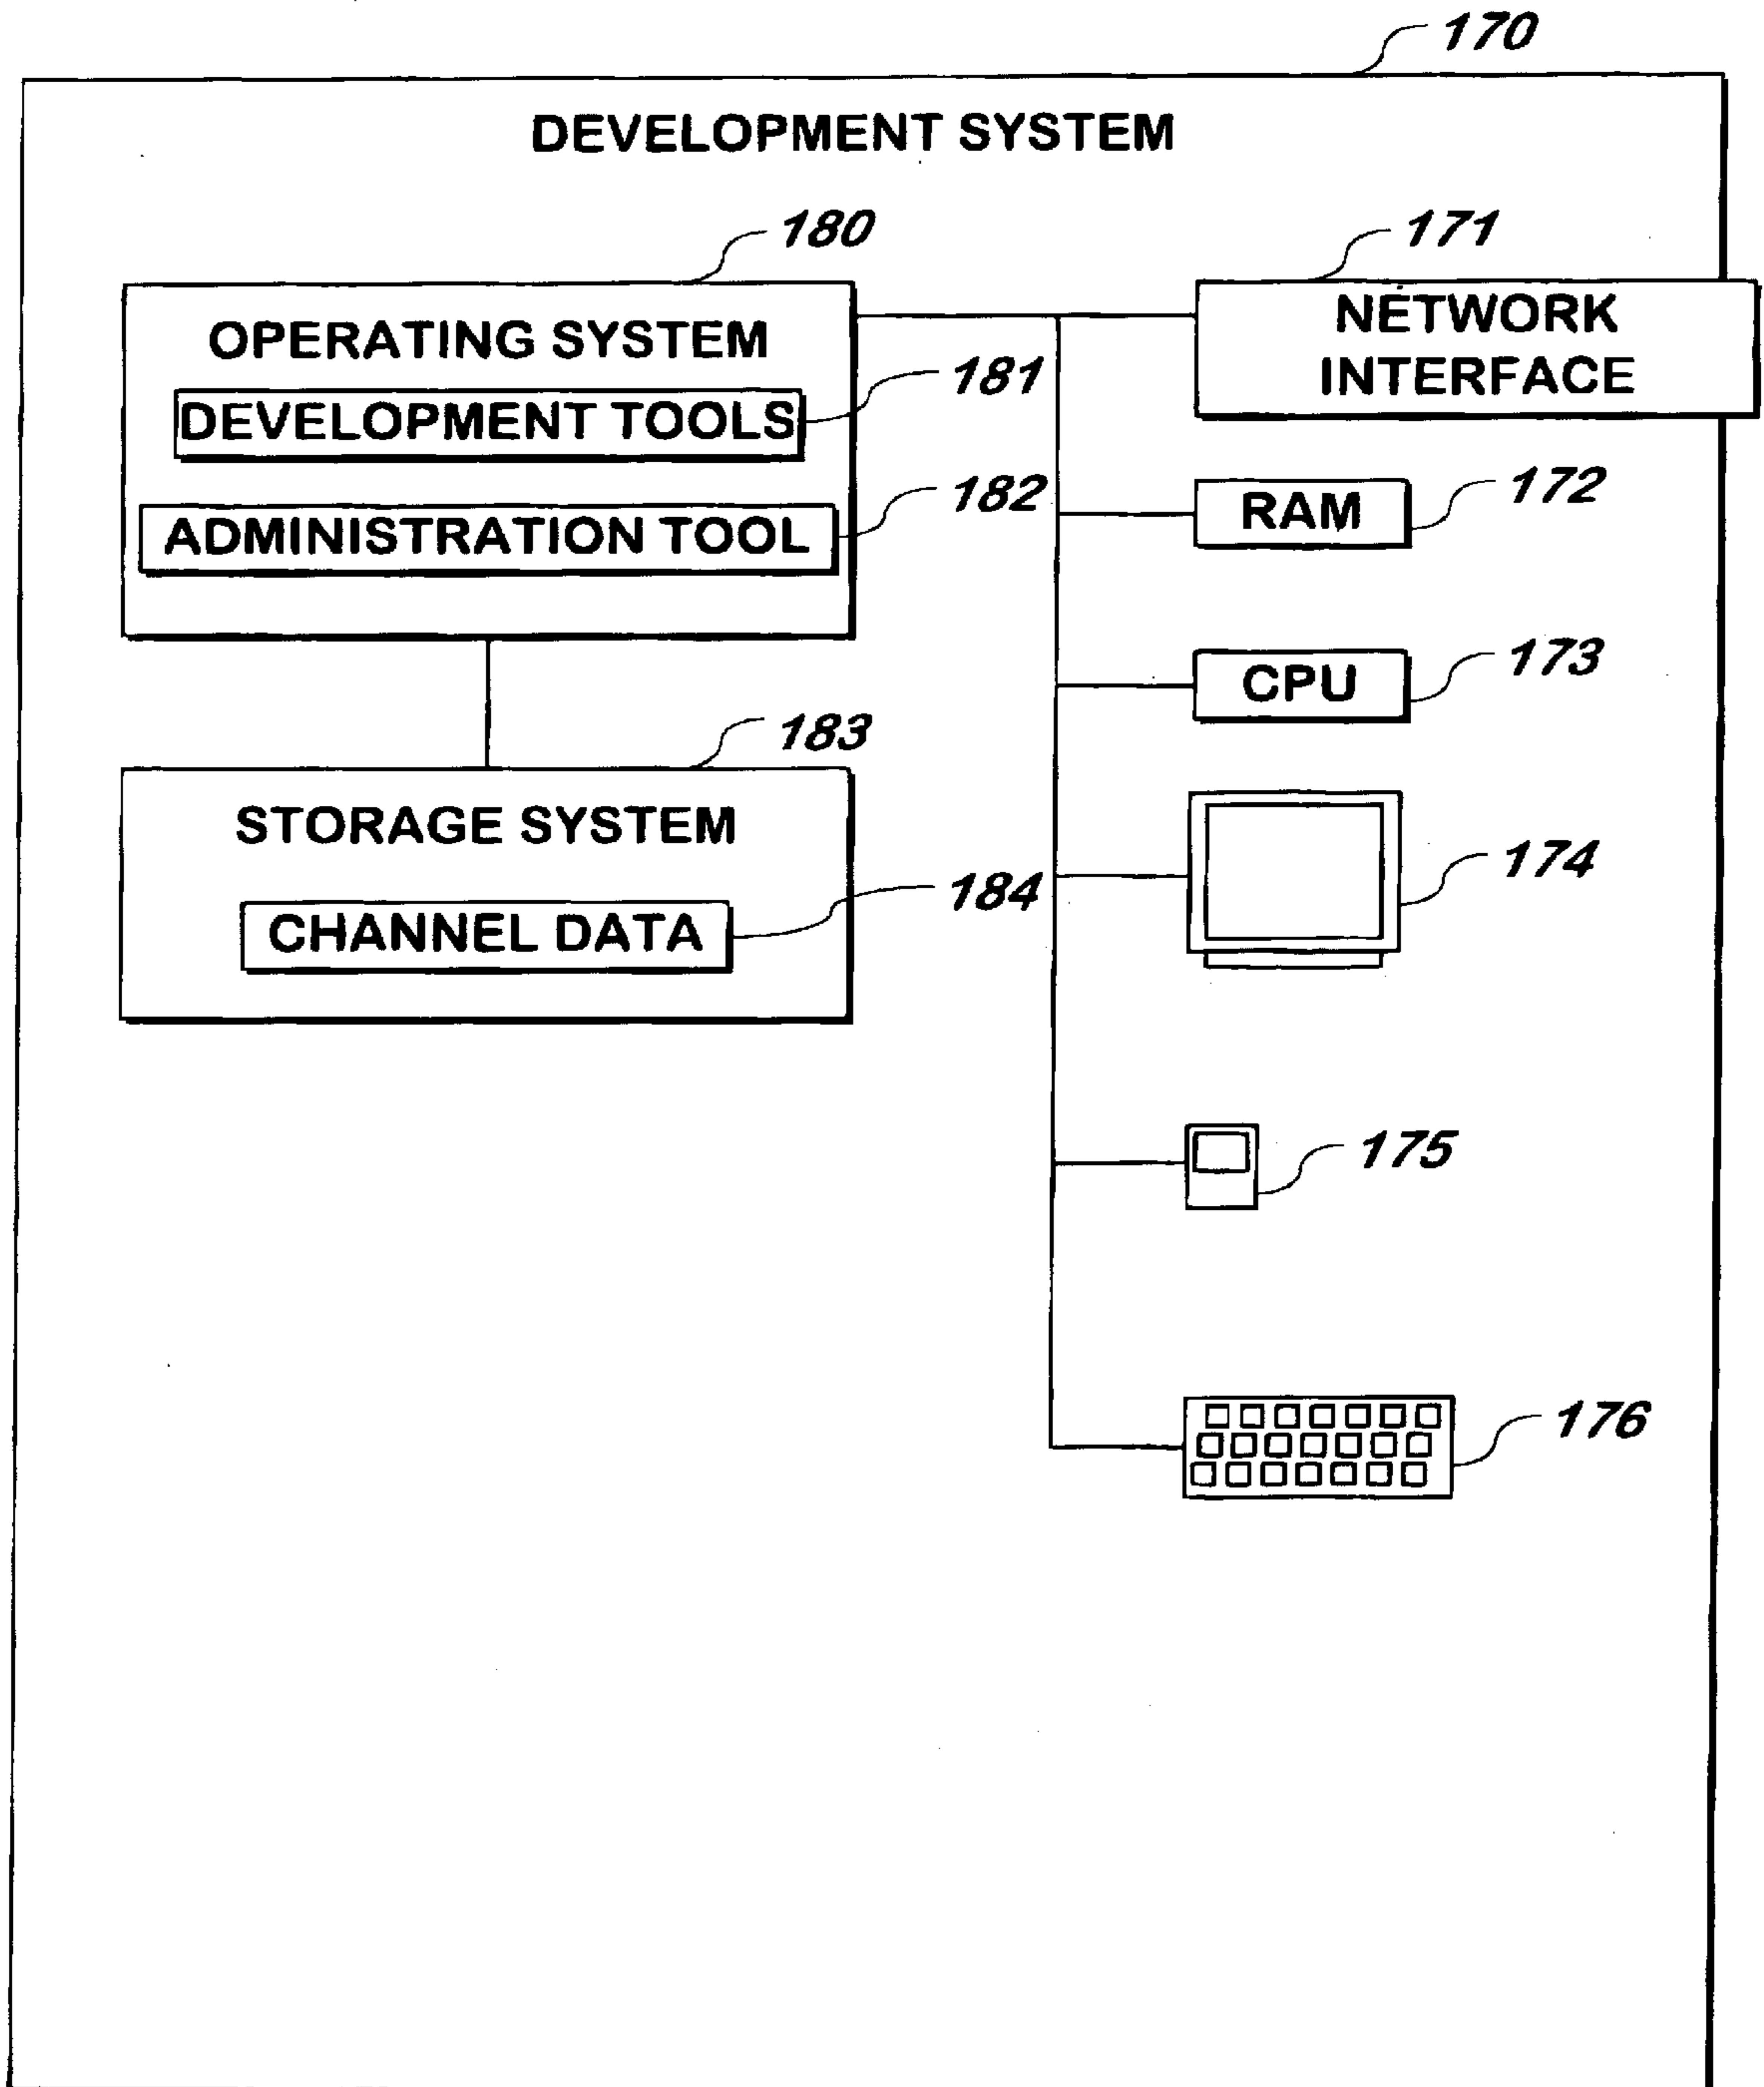 170
DEVELOPMENT SYSTEM
180
OPERATING SYSTEM
DEVELOPMENT TOOLS
181
ADMINISTRATION TOOL
182
183
STORAGE SYSTEM
CHANNEL DATA
184
171
NETWORK
INTERFACE
RAM
172
CPU
173
174
175
176